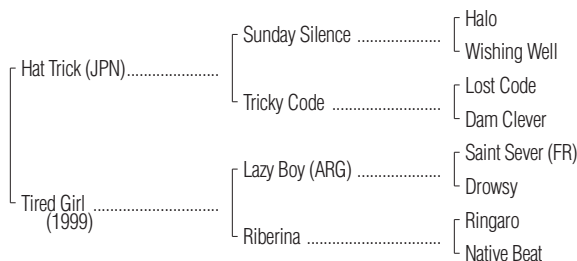 Halo
Sunday Silence ....................
Wishing Well
Hat Trick (JPN)......................
Lost Code
Tricky Code ..........................
Dam Clever
Saint Sever (FR)
Lazy Boy (ARG) ....................
Drowsy
Tired Girl ..............................
(1999)
Ringaro
Riberina ................................
Native Beat